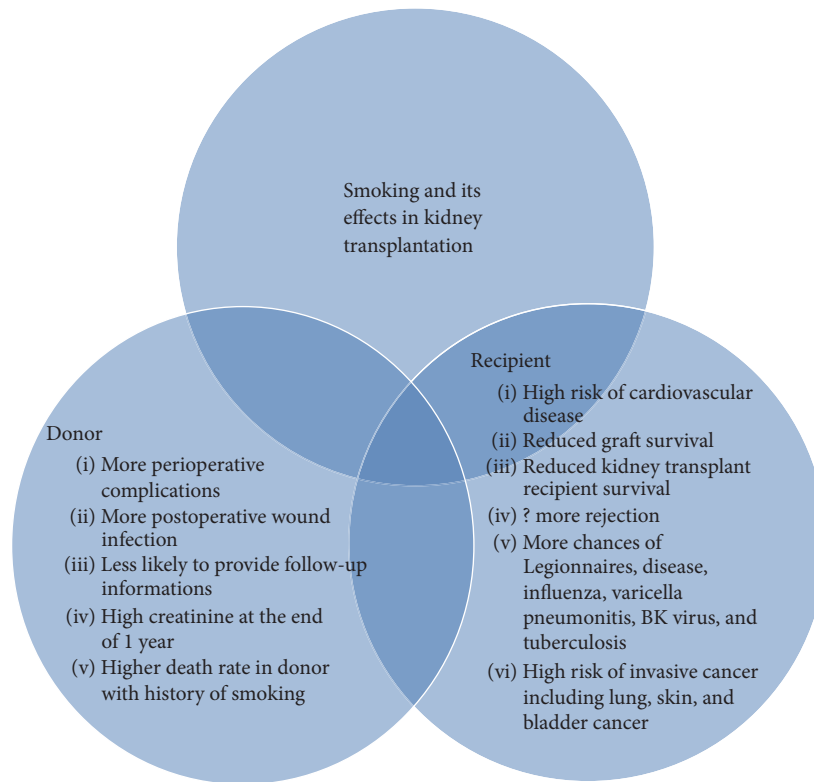 Smoking and its
effects in kidney
transplantation
Donor
(i) More perioperative
complications
(ii) More postoperative wound
infection
(iii) Less likely to provide follow-up
informations
(iv) High creatinine at the end
of 1 year
(v) Higher death rate in donor
with history of smoking
Recipient
(i) High risk of cardiovascular
disease
(ii) Reduced graft survival
(iii) Reduced kidney transplant
recipient survival
(iv) ? more rejection
(v) More chances of
Legionnaires, disease,
influenza, varicella
pneumonitis, BK virus, and
tuberculosis
(vi) High risk of invasive cancer
including lung, skin, and
bladder cancer